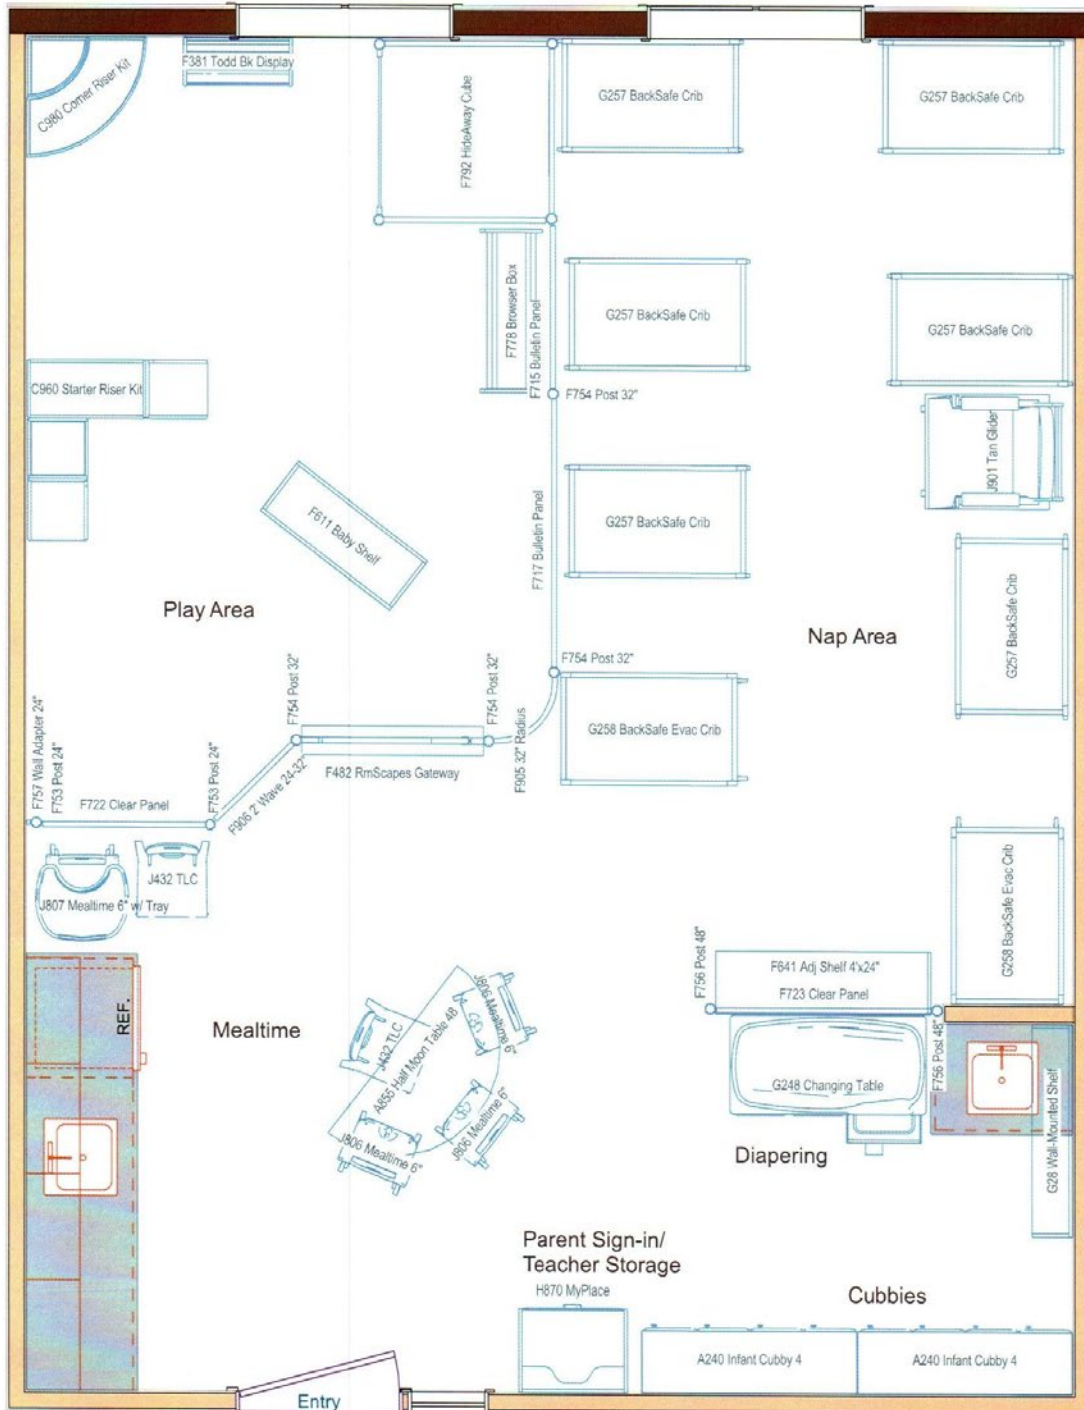 C980 Corner Riser Kit
F381 Todd Bk Display
F792 HideAway Cube
G257 BackSafe Crib
G257 BackSafe Crib
F778 Browser Box
F715 Bulletin Panel
G257 BackSafe Crib
G257 BackSafe Crib
C960 Starter Riser Kit
F754 Post 32"
J901 Tan Glider
F611 Baby Shelf
F717 Bulletin Panel
G257 BackSafe Crib
G257 BackSafe Crib
Play Area
Nap Area
F754 Post 32"
F754 Post 32"
F754 Post 32"
F905 32" Radius
G258 BackSafe Evac Crib
F482 RmScapes Gateway
F757 Wall Adapter 24"
F753 Post 24"
F722 Clear Panel
F753 Post 24"
F906 2' Wave 24-32"
J432 TLC
J807 Mealtime 6" w/ Tray
G258 BackSafe Evac Crib
F756 Post 48"
F641 Adj Shelf 4'x24"
F723 Clear Panel
F756 Post 48"
REF.
Mealtime
J432 TLC
A855 Half Moon Table 48
J806 Mealtime 6"
J806 Mealtime 6"
J806 Mealtime 6"
G248 Changing Table
G28 Wall-Mounted Shelf
Diapering
Parent Sign-in/
Teacher Storage
H870 MyPlace
Cubbies
A240 Infant Cubby 4
A240 Infant Cubby 4
Entry